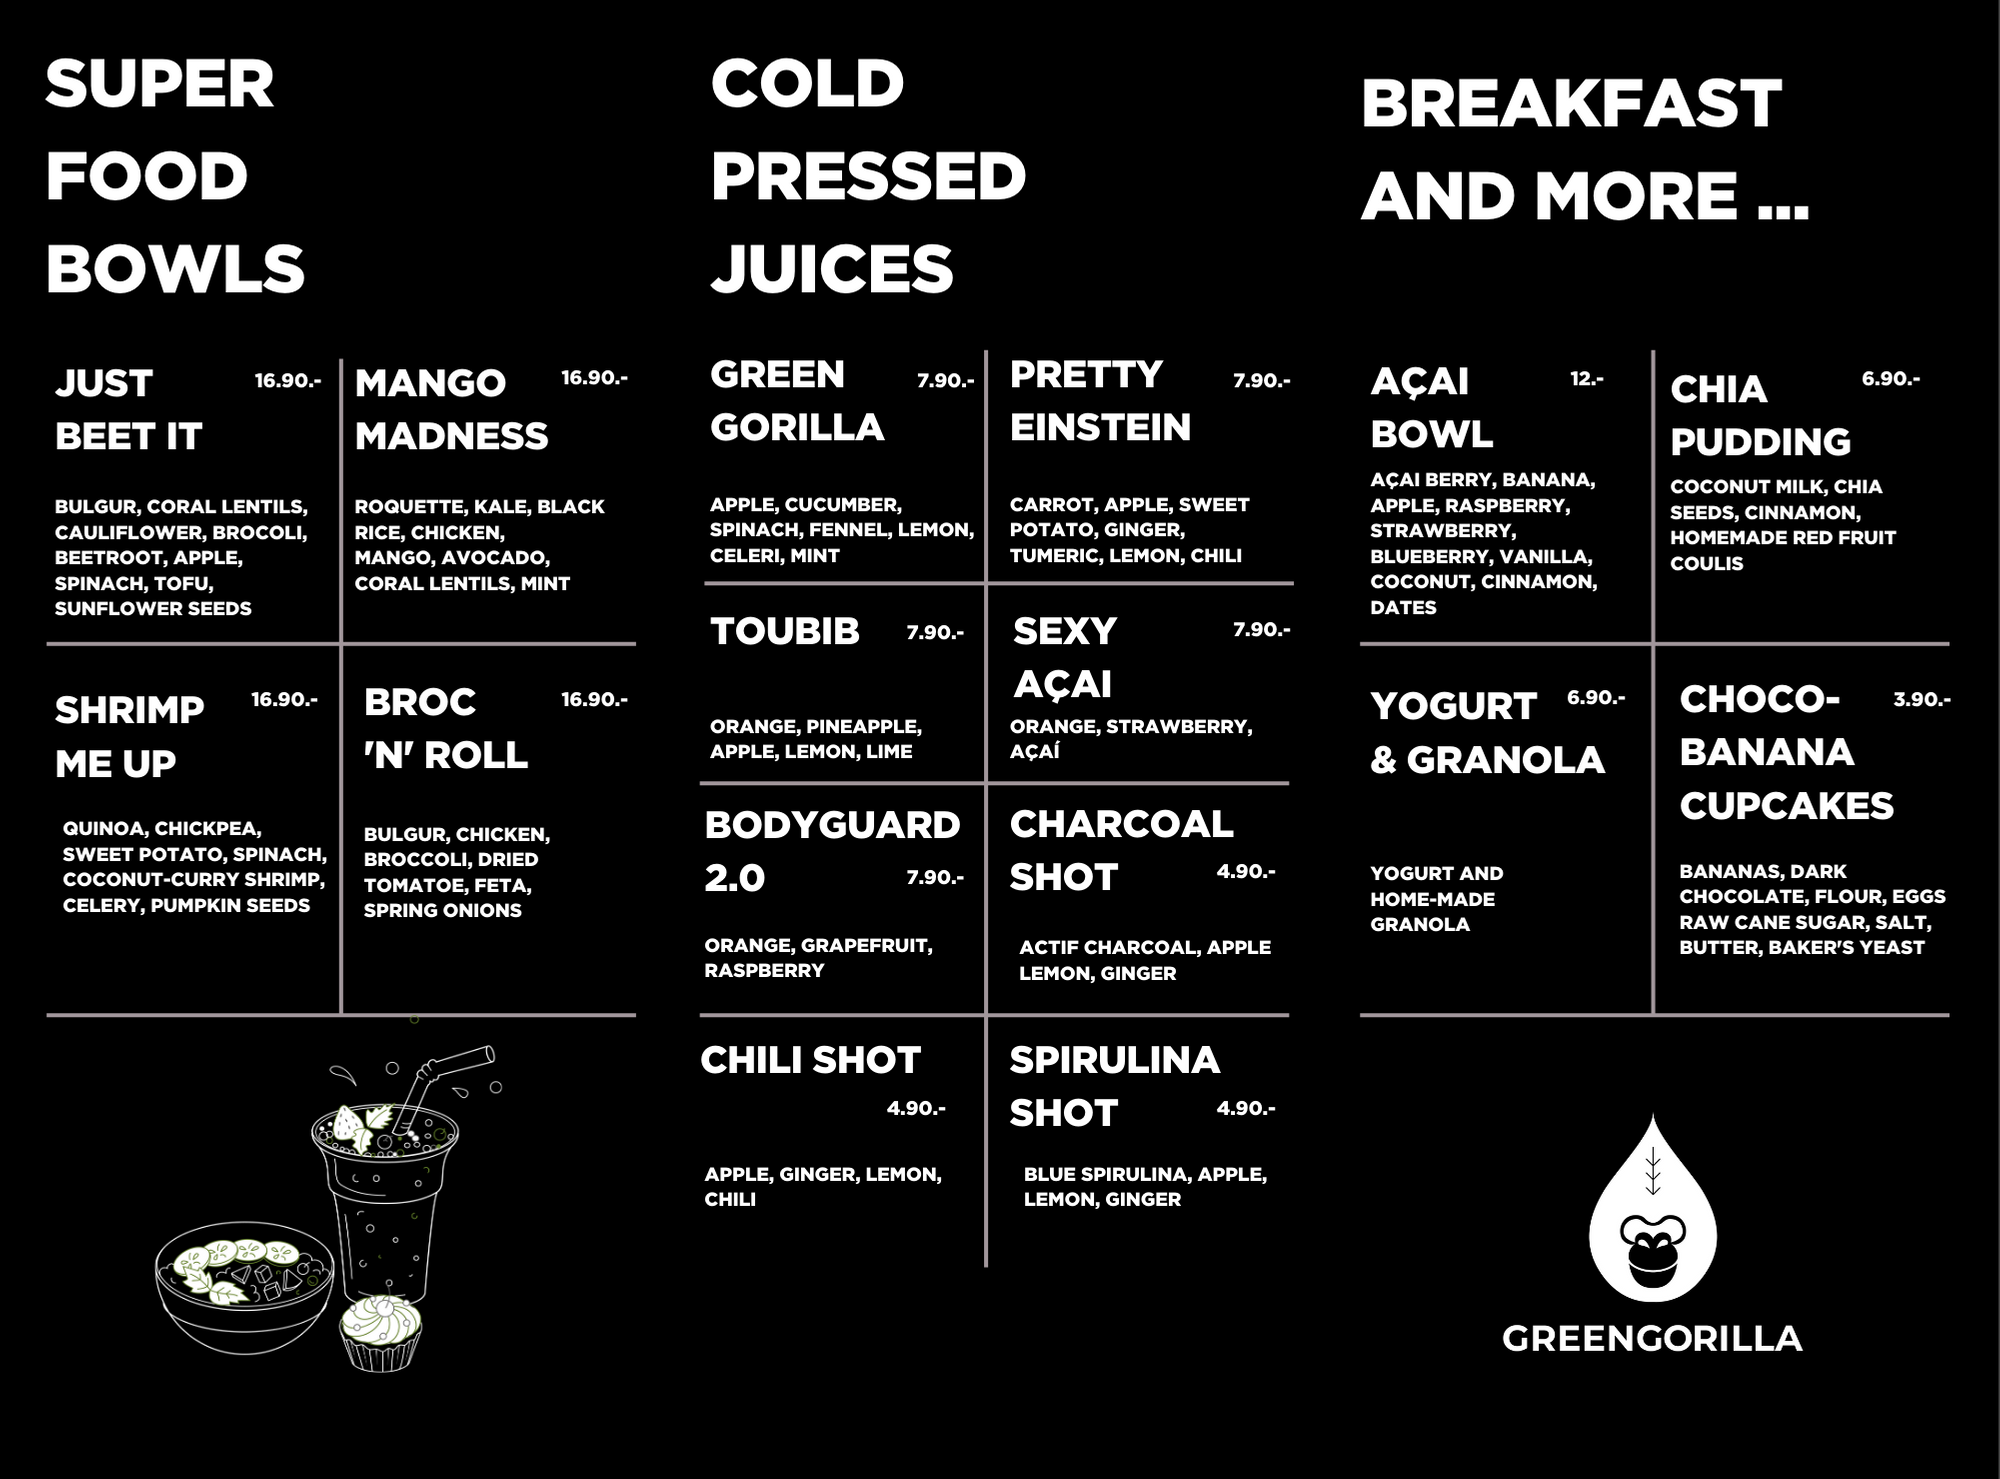 SUPER
FOOD
BOWLS
JUST
BEET IT
16.90.-
BULGUR, CORAL LENTILS,
CAULIFLOWER, BROCOLI,
BEETROOT, APPLE,
SPINACH, TOFU,
SUNFLOWER SEEDS
MANGO
MADNESS
16.90.-
ROQUETTE, KALE, BLACK
RICE, CHICKEN,
MANGO, AVOCADO,
CORAL LENTILS, MINT
SHRIMP
ME UP
16.90.-
QUINOA, CHICKPEA,
SWEET POTATO, SPINACH,
COCONUT-CURRY SHRIMP,
CELERY, PUMPKIN SEEDS
BROC
'N' ROLL
16.90.-
BULGUR, CHICKEN,
BROCCOLI, DRIED
TOMATOE, FETA,
SPRING ONIONS
COLD
PRESSED
JUICES
GREEN
GORILLA
7.90.-
APPLE, CUCUMBER,
SPINACH, FENNEL, LEMON,
CELERI, MINT
PRETTY
EINSTEIN
7.90.-
CARROT, APPLE, SWEET
POTATO, GINGER,
TUMERIC, LEMON, CHILI
TOUBIB 7.90.-
ORANGE, PINEAPPLE,
APPLE, LEMON, LIME
SEXY
AÇAI
7.90.-
ORANGE, STRAWBERRY,
AÇAÍ
BODYGUARD
2.0 7.90.-
ORANGE, GRAPEFRUIT,
RASPBERRY
CHARCOAL
SHOT 4.90.-
ACTIF CHARCOAL, APPLE
LEMON, GINGER
CHILI SHOT
4.90.-
APPLE, GINGER, LEMON,
CHILI
SPIRULINA
SHOT 4.90.-
BLUE SPIRULINA, APPLE,
LEMON, GINGER
BREAKFAST
AND MORE ...
AÇAI
BOWL
12.-
AÇAI BERRY, BANANA,
APPLE, RASPBERRY,
STRAWBERRY,
BLUEBERRY, VANILLA,
COCONUT, CINNAMON,
DATES
CHIA
PUDDING
6.90.-
COCONUT MILK, CHIA
SEEDS, CINNAMON,
HOMEMADE RED FRUIT
COULIS
YOGURT
& GRANOLA
6.90.-
YOGURT AND
HOME-MADE
GRANOLA
CHOCO-
BANANA
CUPCAKES
3.90.-
BANANAS, DARK
CHOCOLATE, FLOUR, EGGS
RAW CANE SUGAR, SALT,
BUTTER, BAKER'S YEAST
GREENGORILLA